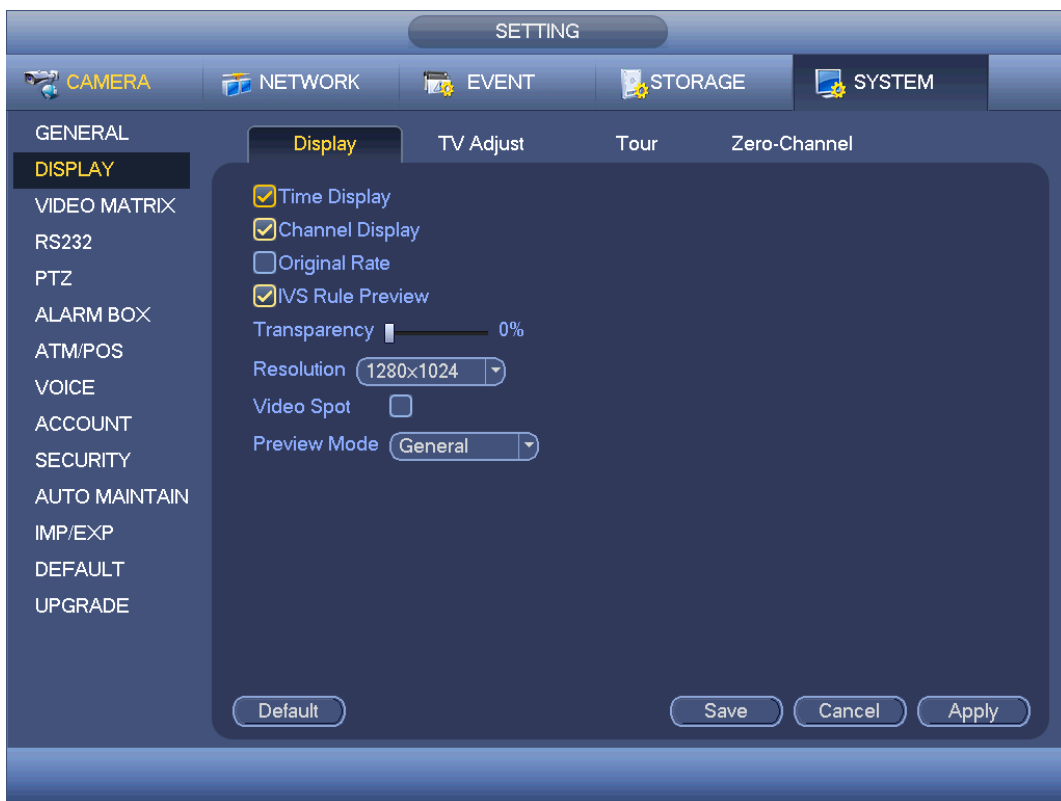 SETTING
CAMERA NETWORK EVENT STORAGE SYSTEM
GENERAL
DISPLAY
VIDEO MATRIX
RS232
PTZ
ALARM BOX
ATM/POS
VOICE
ACCOUNT
SECURITY
AUTO MAINTAIN
IMP/EXP
DEFAULT
UPGRADE
Display TV Adjust Tour Zero-Channel
Time Display
Channel Display
Original Rate
IVS Rule Preview
Transparency 0%
Resolution 1280×1024
Video Spot
Preview Mode General
Default Save Cancel Apply